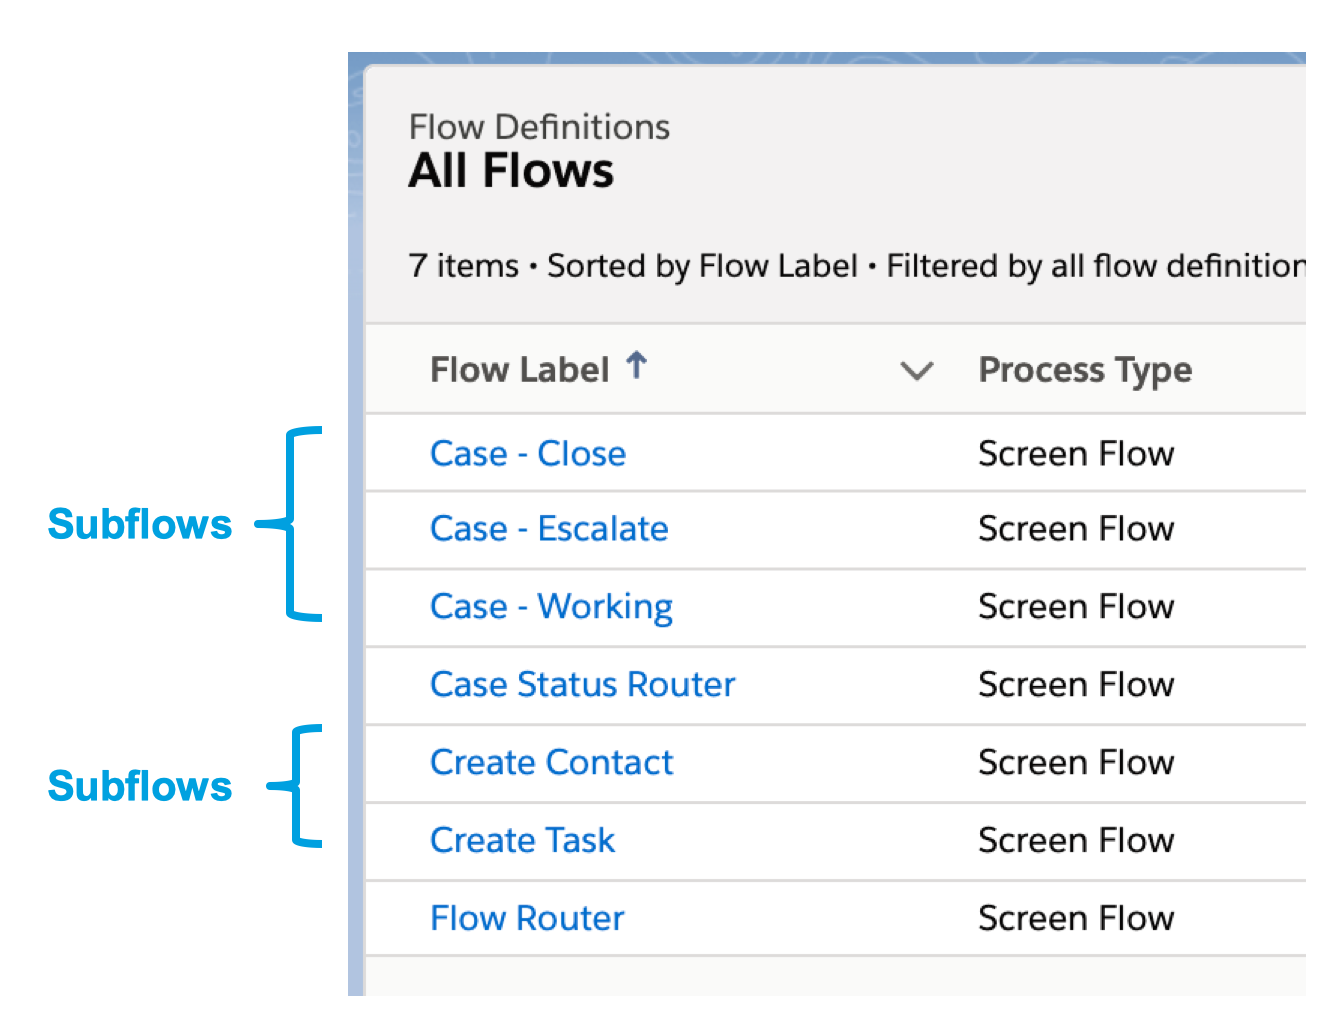 Flow Definitions
All Flows
7 items • Sorted by Flow Label • Filtered by all flow definition
Flow Label ↑ Process Type
Case - Close Screen Flow
Subflows
Case - Escalate Screen Flow
Case - Working Screen Flow
Case Status Router Screen Flow
Create Contact Screen Flow
Subflows
Create Task Screen Flow
Flow Router Screen Flow